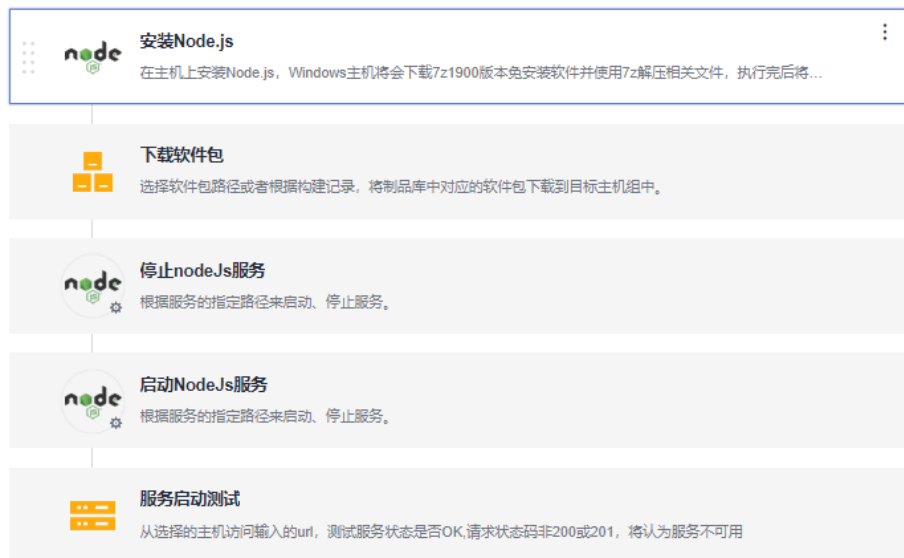 node
JS
安装Node.js
在主机上安装Node.js，Windows主机将会下载7z1900版本免安装软件并使用7z解压相关文件，执行完后将...
下载软件包
选择软件包路径或者根据构建记录，将制品库中对应的软件包下载到目标主机组中。
node
JS
停止nodeJs服务
根据服务的指定路径来启动、停止服务。
node
JS
启动NodeJs服务
根据服务的指定路径来启动、停止服务。
服务启动测试
从选择的主机访问输入的url，测试服务状态是否OK,请求状态码非200或201，将认为服务不可用